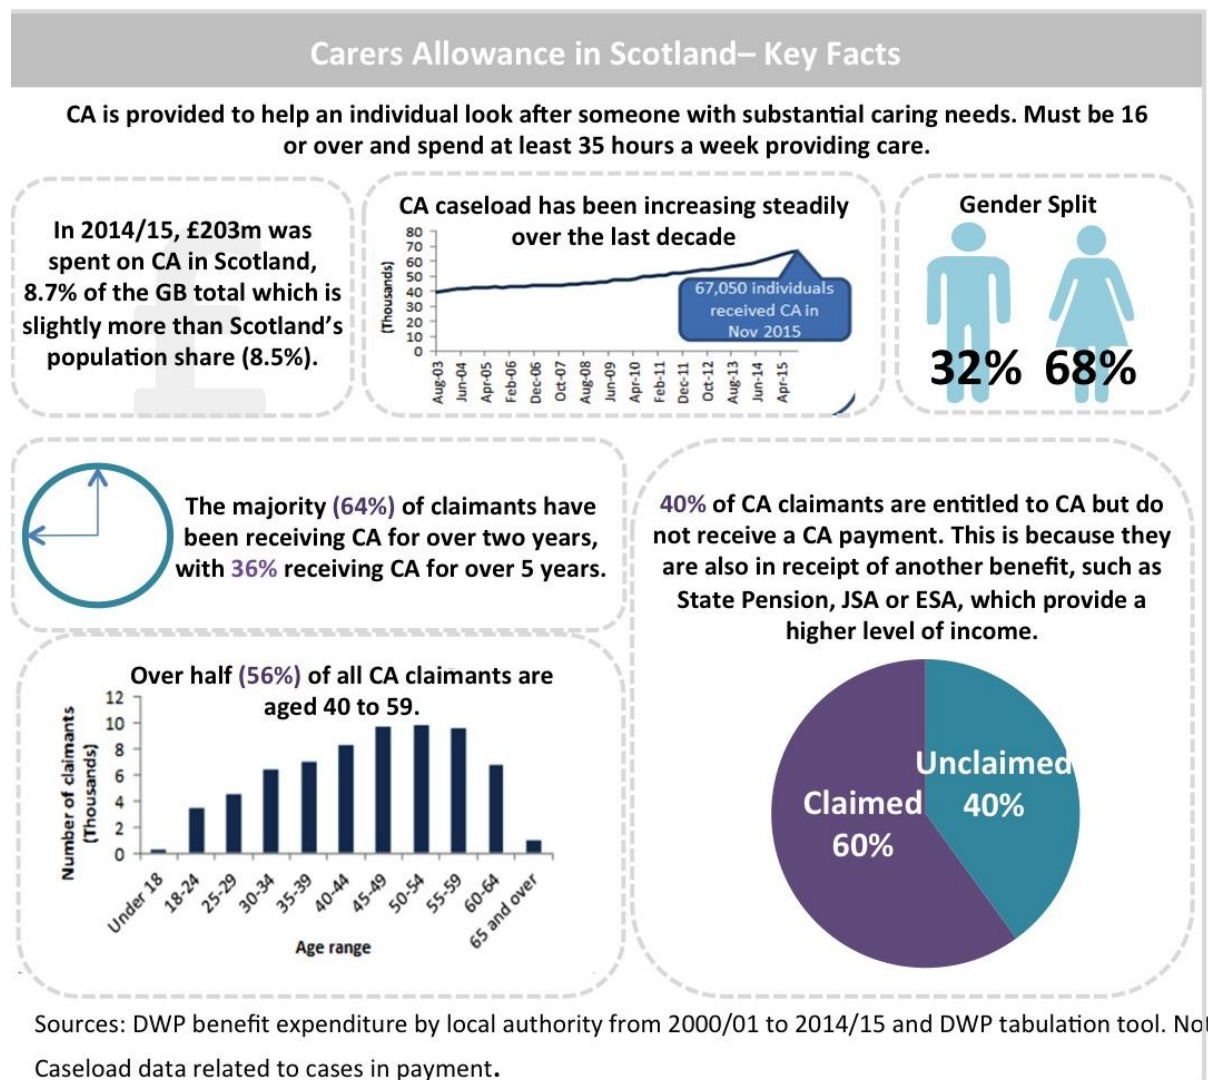 Carers Allowance in Scotland– Key Facts
CA is provided to help an individual look after someone with substantial caring needs. Must be 16
or over and spend at least 35 hours a week providing care.
In 2014/15, £203m was
spent on CA in Scotland,
8.7% of the GB total which is
slightly more than Scotland's
population share (8.5%).
CA caseload has been increasing steadily
over the last decade
(Thousands)
80
70
60
50
40
30
20
10
0
67,050 individuals
received CA in
Nov 2015
Aug-03
Jun-04
Apr-05
Feb-06
Dec-06
Oct-07
Aug-08
Jun-09
Apr-10
Feb-11
Dec-11
Oct-12
Aug-13
Jun-14
Apr-15
Gender Split
32% 68%
The majority (64%) of claimants have
been receiving CA for over two years,
with 36% receiving CA for over 5 years.
40% of CA claimants are entitled to CA but do
not receive a CA payment. This is because they
are also in receipt of another benefit, such as
State Pension, JSA or ESA, which provide a
higher level of income.
Unclaimed
40%
Claimed
60%
Over half (56%) of all CA claimants are
aged 40 to 59.
Number of claimants
(Thousands)
12
10
8
6
4
2
0
Under 18
18-24
25-29
30-34
35-39
40-44
45-49
50-54
55-59
60-64
65 and over
Age range
Sources: DWP benefit expenditure by local authority from 2000/01 to 2014/15 and DWP tabulation tool.
Caseload data related to cases in payment.